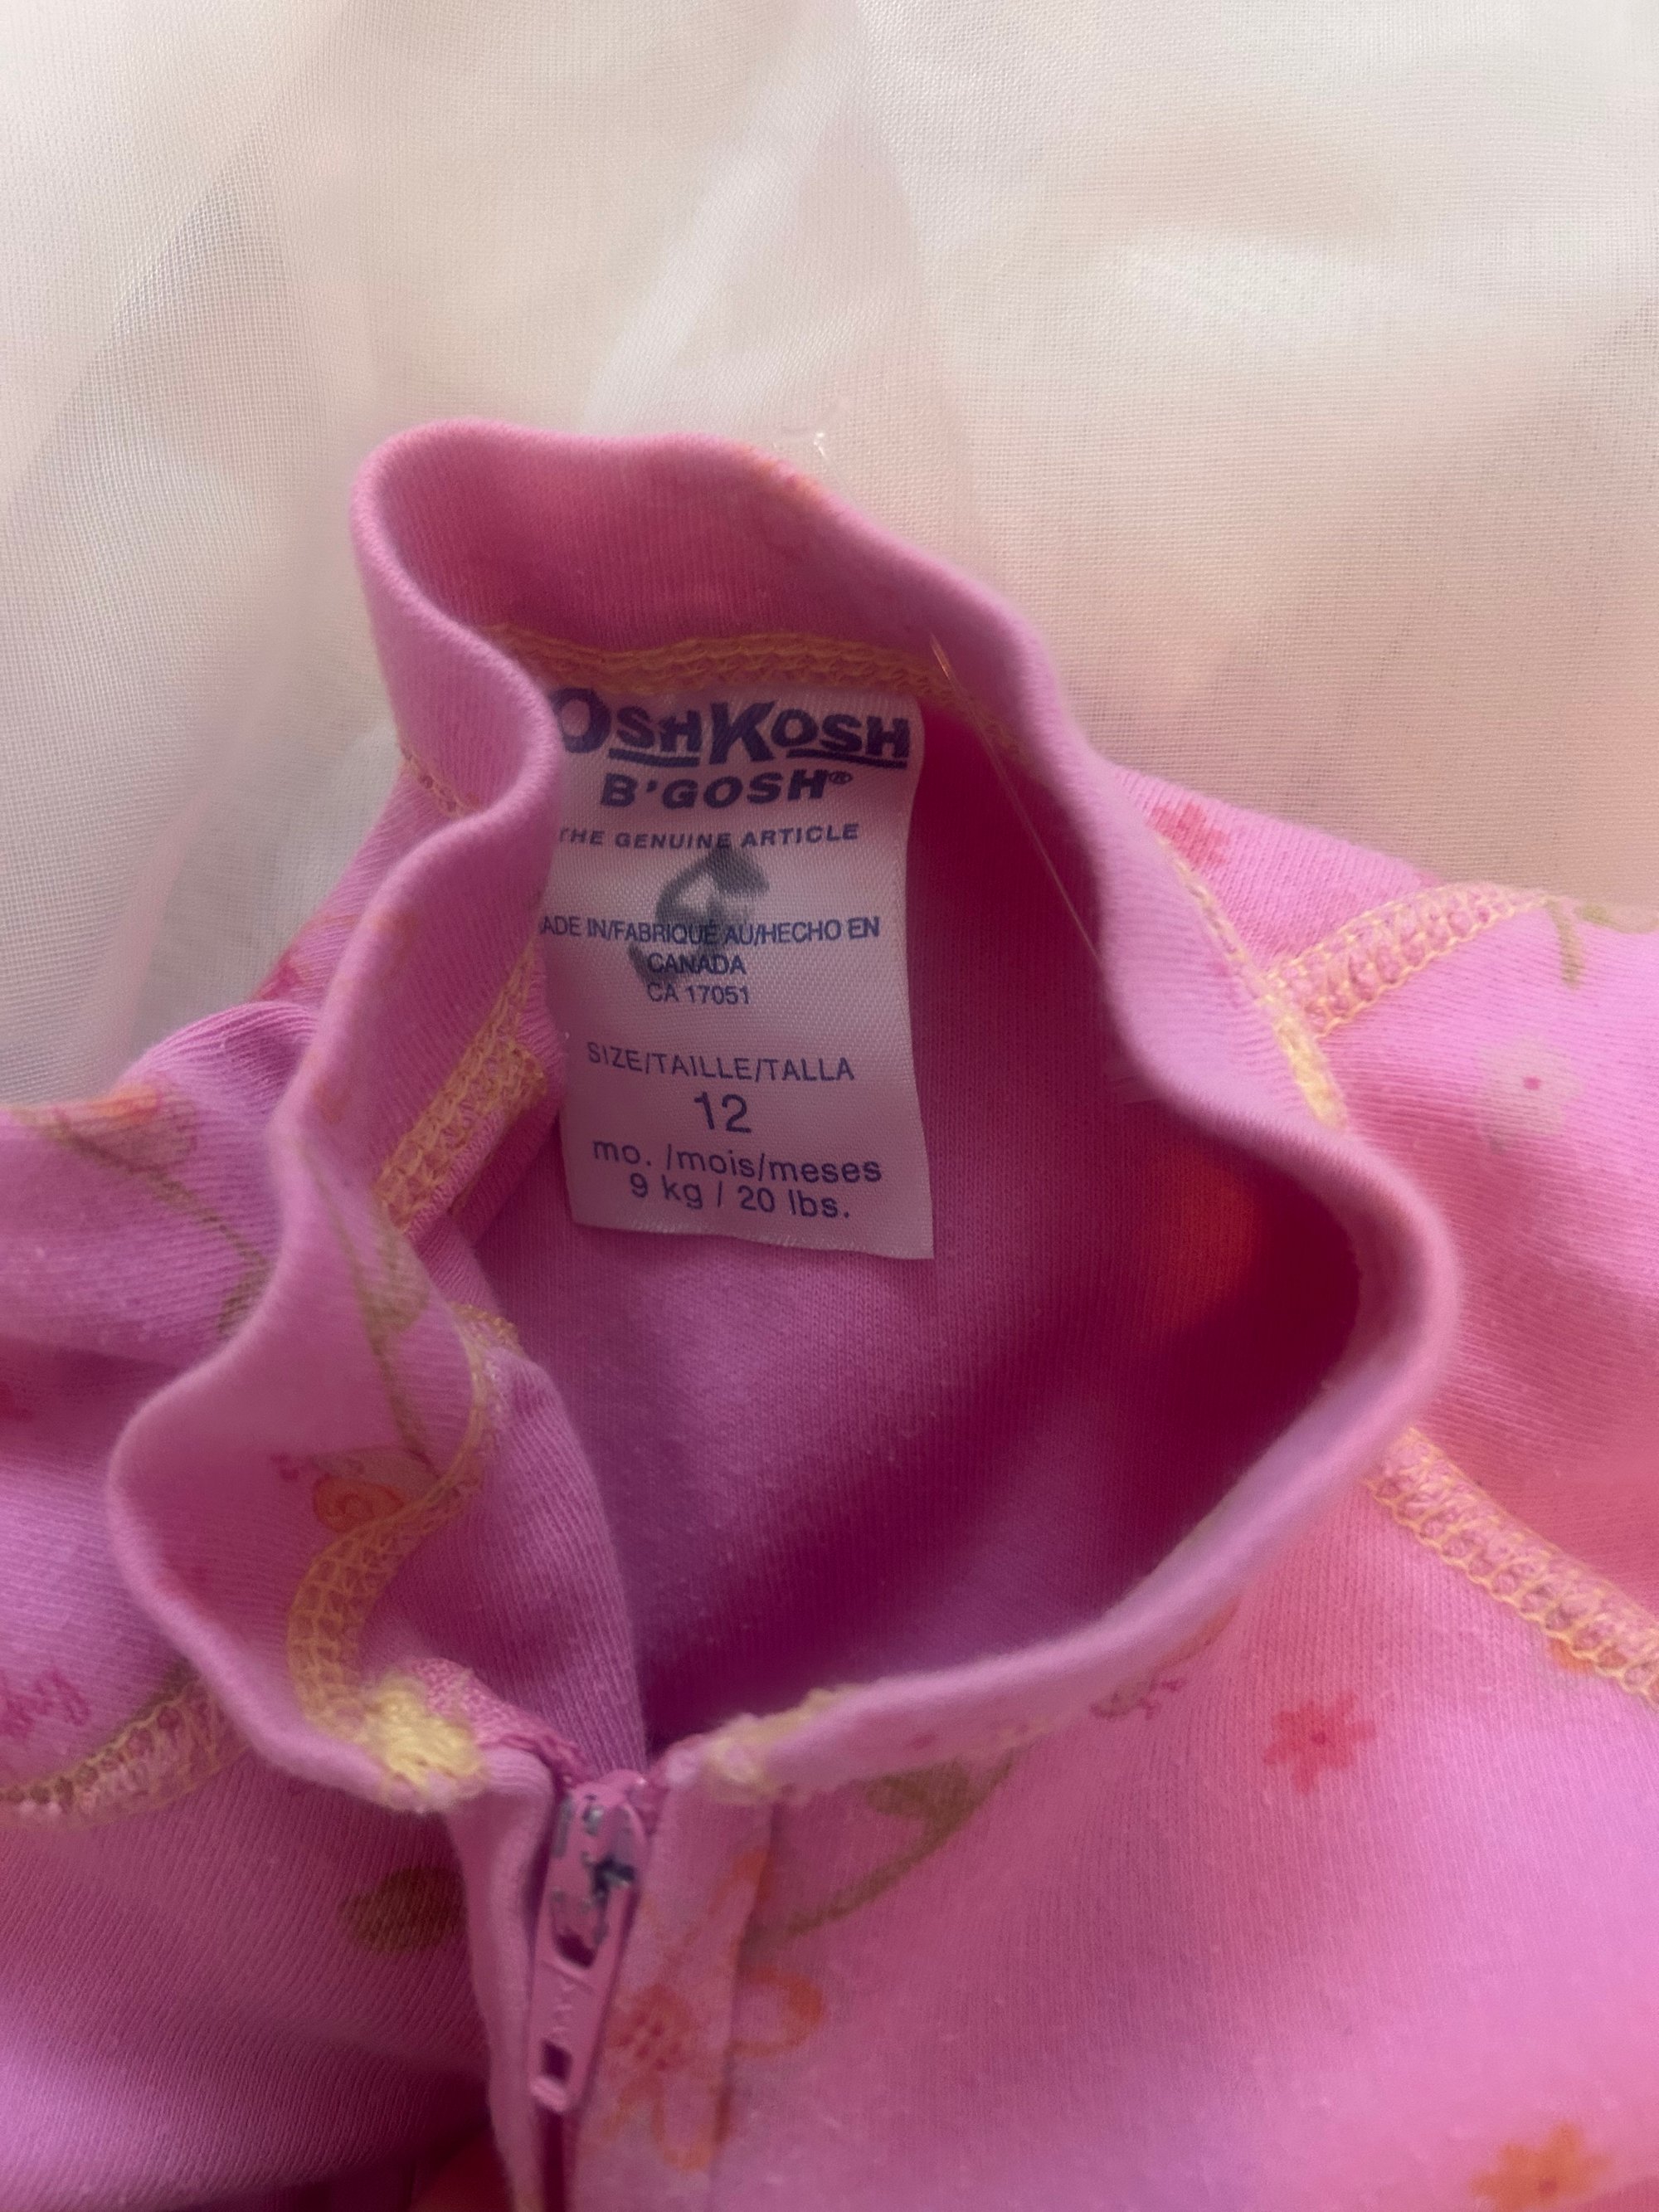 OSHKOSH
B'GOSH®
THE GENUINE ARTICLE
ADE IN/FABRIQUÉ AU/HECHO EN
CANADA
CA 17051
SIZE/TAILLE/TALLA
12
mo. /mois/meses
9 kg / 20 lbs.